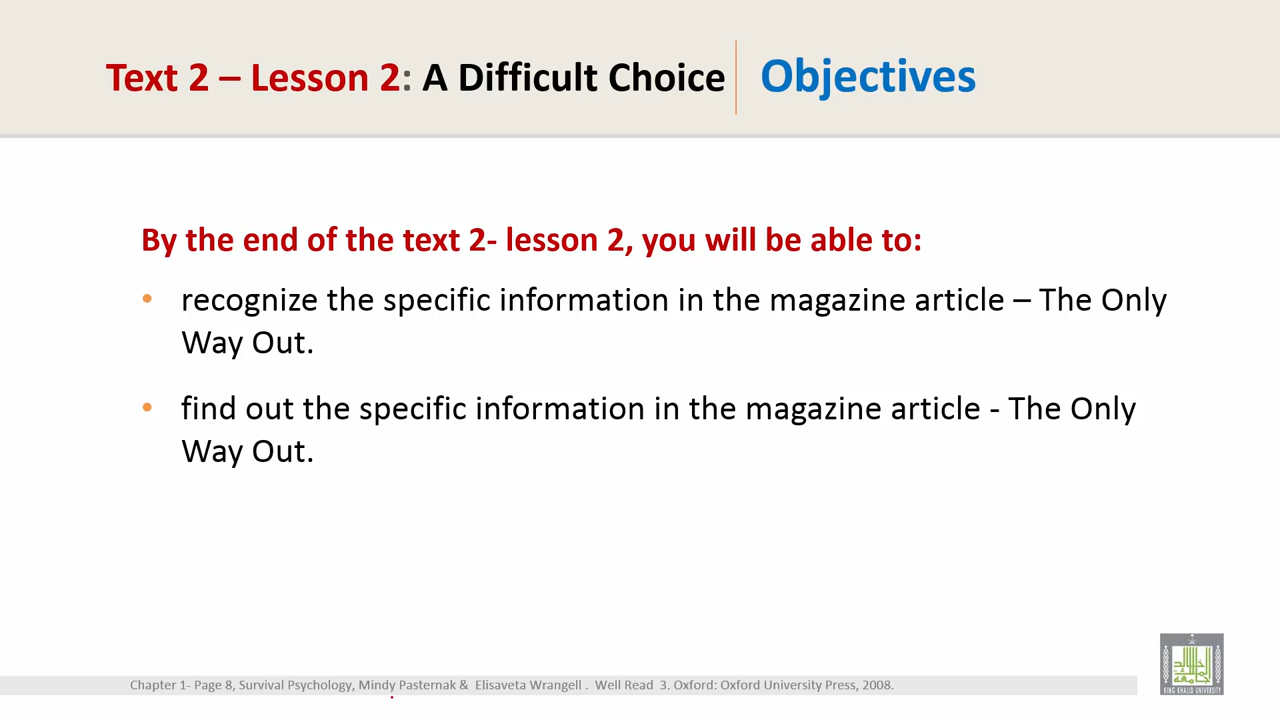 Text 2 – Lesson 2: A Difficult Choice
Objectives
By the end of the text 2- lesson 2, you will be able to:
• recognize the specific information in the magazine article – The Only
Way Out.
• find out the specific information in the magazine article - The Only
Way Out.
Chapter 1- Page 8, Survival Psychology, Mindy Pasternak & Elisaveta Wrangell . Well Read 3. Oxford: Oxford University Press, 2008.
KING KHALID UNIVERSITY